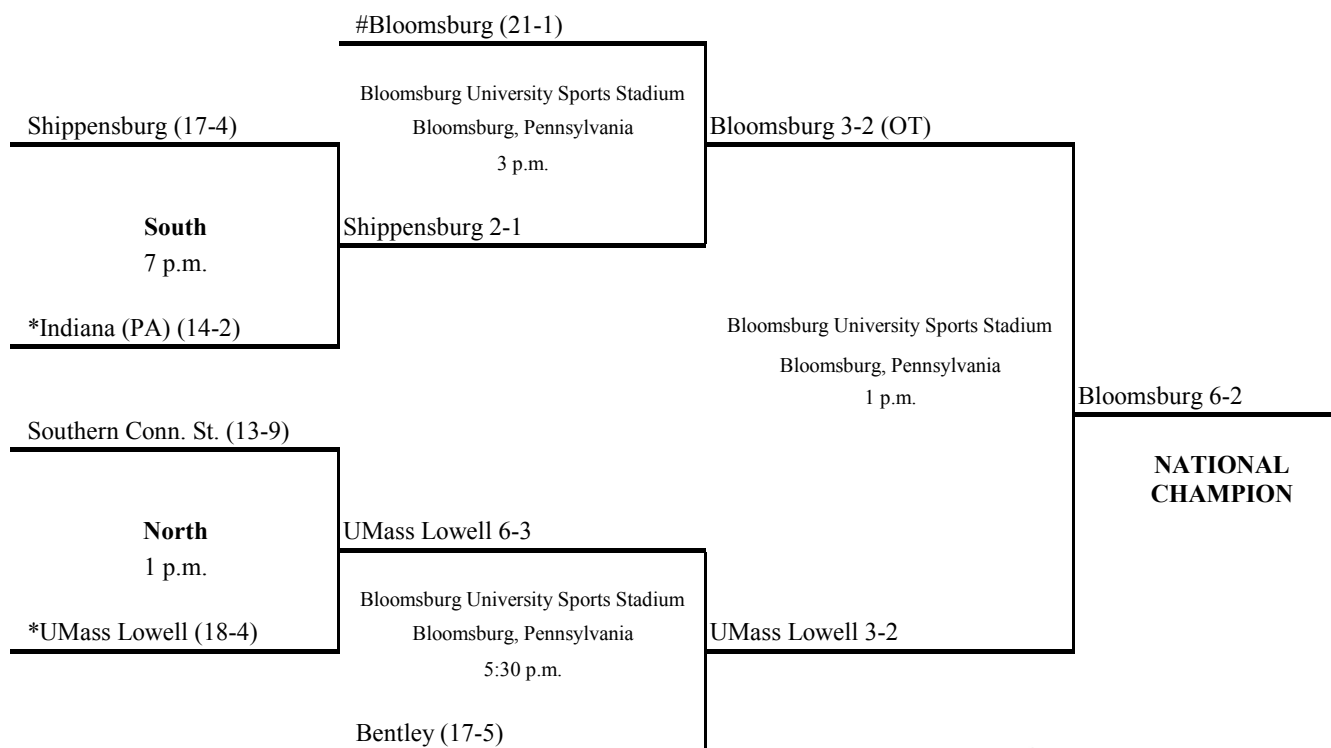 #Bloomsburg (21-1)
Bloomsburg University Sports Stadium
Bloomsburg, Pennsylvania
3 p.m.
Shippensburg (17-4)
Bloomsburg 3-2 (OT)
South
7 p.m.
Shippensburg 2-1
*Indiana (PA) (14-2)
Bloomsburg University Sports Stadium
Bloomsburg, Pennsylvania
1 p.m.
Bloomsburg 6-2
NATIONAL
CHAMPION
Southern Conn. St. (13-9)
North
1 p.m.
UMass Lowell 6-3
*UMass Lowell (18-4)
Bloomsburg University Sports Stadium
Bloomsburg, Pennsylvania
5:30 p.m.
UMass Lowell 3-2
Bentley (17-5)